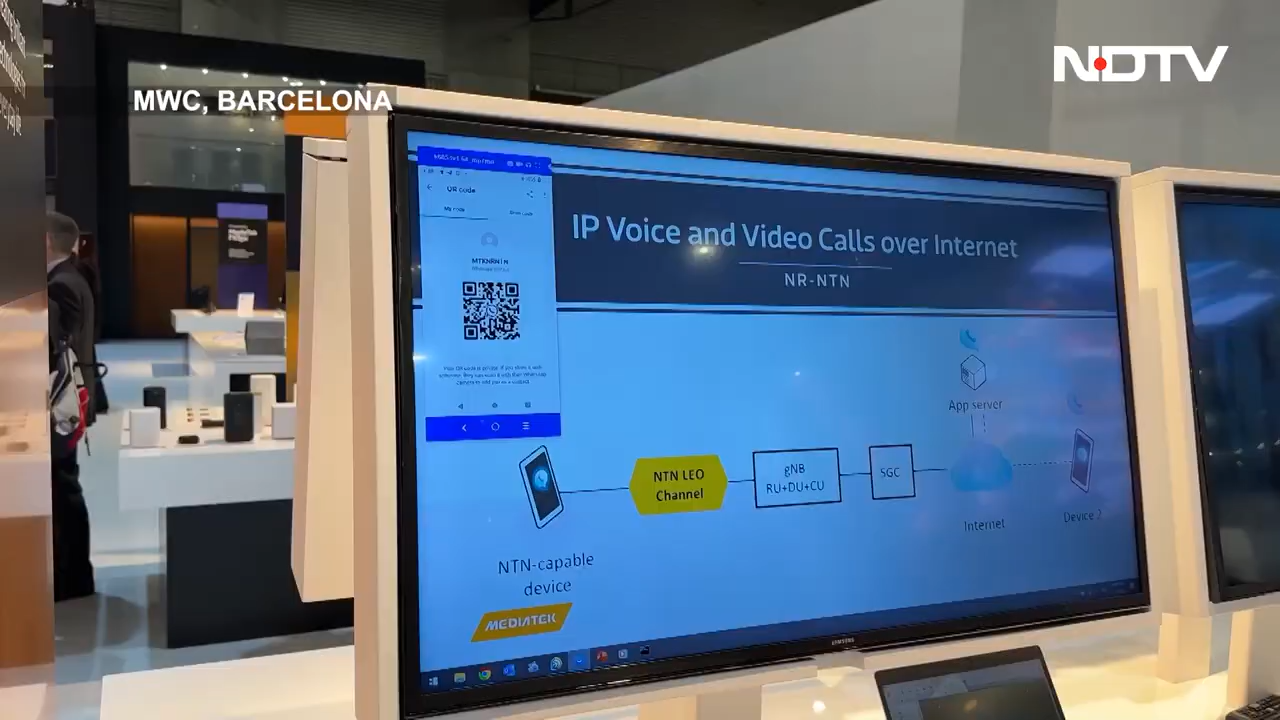 NDTV
MWC, BARCELONA
QR code
IP Voice and Video Calls over Internet
NR-NTN
App server
NTN LEO
Channel
gNB
RU+DU+CU
5GC
Internet
Device 2
NTN-capable
device
MEDIATEK
SAMSUNG